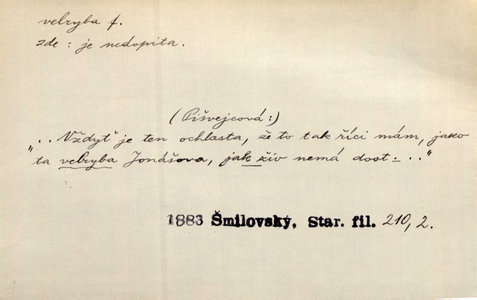 velryba f.
zde: je nedopita.
(Pišvejcová:)
"..Vždyť je ten ochlasta, že to tak říci mám, jako
ta velryba Jonášova, jak živ nemá dost-..."
1883 Šmilovský, Star. fil. 210, 2.